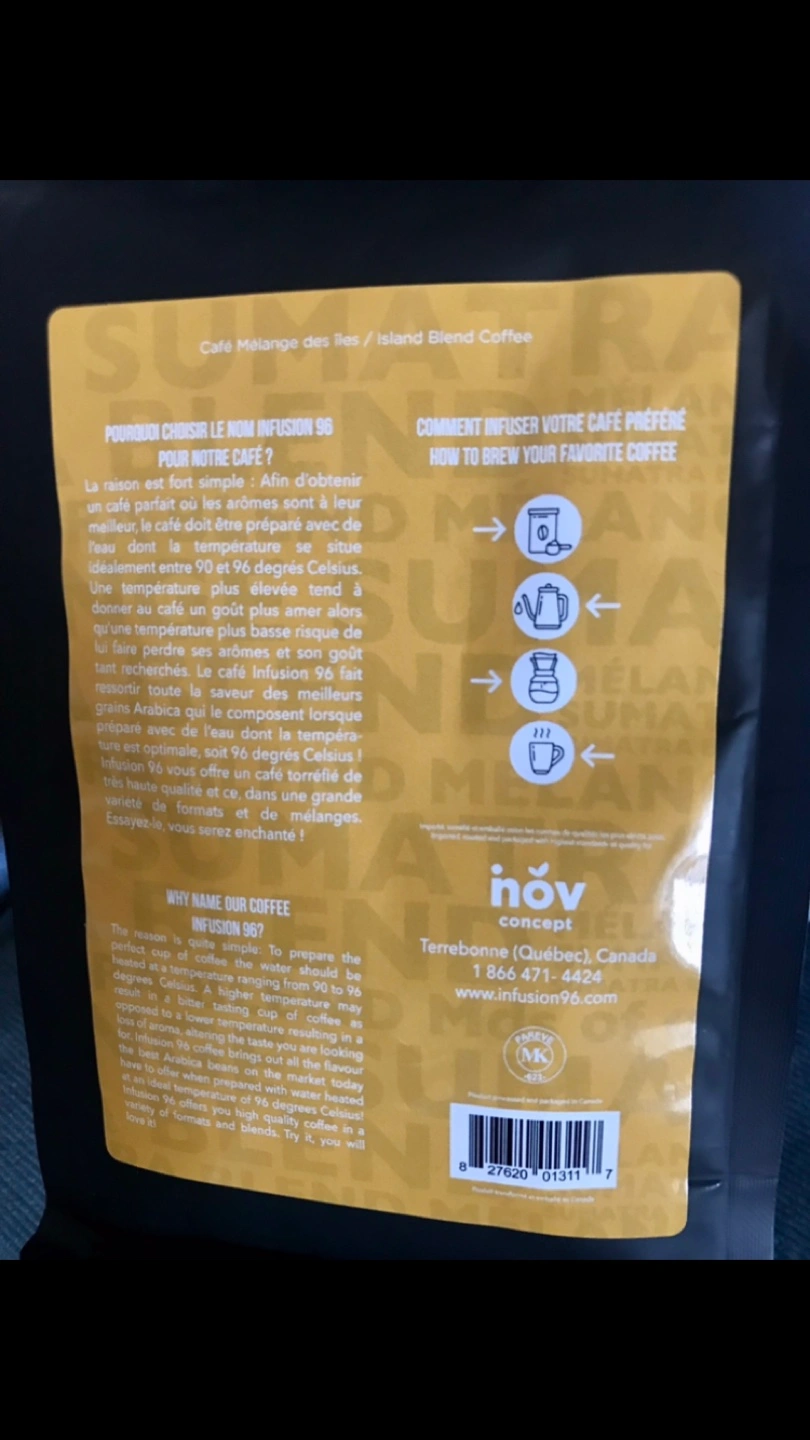 Café Mélange des îles / Island Blend Coffee
POURQUOI CHOISIR LE NOM INFUSION 96
POUR NOTRE CAFÉ ?
La raison est fort simple : Afin d'obtenir
un café parfait où les arômes sont à leur
meilleur, le café doit être préparé avec de
l'eau dont la température se situe
idéalement entre 90 et 96 degrés Celsius.
Une température plus élevée tend à
donner au café un goût plus amer alors
qu'une température plus basse risque de
lui faire perdre ses arômes et son goût
tant recherchés. Le café Infusion 96 fait
ressortir toute la saveur des meilleurs
grains Arabica qui le composent lorsque
préparé avec de l'eau dont la tempéra-
ture est optimale, soit 96 degrés Celsius !
Infusion 96 vous offre un café torréfié de
très haute qualité et ce, dans une grande
variété de formats et de mélanges.
Essayez-le, vous serez enchanté !
WHY NAME OUR COFFEE
INFUSION 96?
The reason is quite simple: To prepare the
perfect cup of coffee the water should be
heated at a temperature ranging from 90 to 96
degrees Celsius. A higher temperature may
result in a bitter tasting cup of coffee as
opposed to a lower temperature resulting in a
loss of aroma, altering the taste you are looking
for. Infusion 96 coffee brings out all the flavour
the best Arabica beans on the market today
have to offer when prepared with water heated
at an ideal temperature of 96 degrees Celsius!
Infusion 96 offers you high quality coffee in a
variety of formats and blends. Try it, you will
love it!
COMMENT INFUSER VOTRE CAFÉ PRÉFÉRÉ
HOW TO BREW YOUR FAVORITE COFFEE
növ
concept
Terrebonne (Québec), Canada
1 866 471- 4424
www.infusion96.com
PAREVE
MK
-621-
Product processed and packaged in Canada
8 27620 01311 7
SUMATRA
BLEND